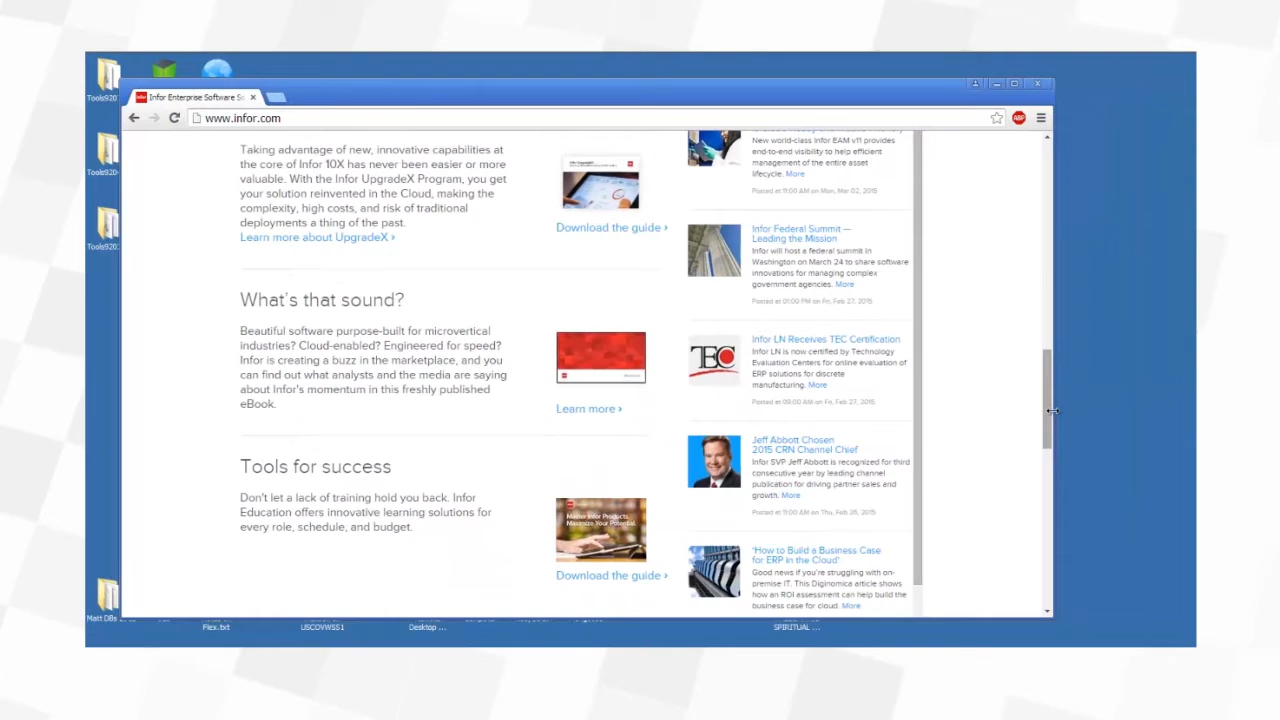 Infor Enterprise Software So
www.infor.com
Taking advantage of new, innovative capabilities at
the core of Infor 10X has never been easier or more
valuable. With the Infor UpgradeX Program, you get
your solution reinvented in the Cloud, making the
complexity, high costs, and risk of traditional
deployments a thing of the past.
Learn more about UpgradeX ›
Download the guide ›
What's that sound?
Beautiful software purpose-built for microvertical
industries? Cloud-enabled? Engineered for speed?
Infor is creating a buzz in the marketplace, and you
can find out what analysts and the media are saying
about Infor's momentum in this freshly published
eBook.
Learn more ›
Tools for success
Don't let a lack of training hold you back. Infor
Education offers innovative learning solutions for
every role, schedule, and budget.
Master Infor Products.
Maximize Your Potential.
Download the guide ›
New world-class Infor EAM v11 provides
end-to-end visibility to help efficient
management of the entire asset
lifecycle. More
Posted at 11:00 AM on Mon, Mar 02, 2015
Infor Federal Summit —
Leading the Mission
Infor will host a federal summit in
Washington on March 24 to share software
innovations for managing complex
government agencies. More
Posted at 01:00 PM on Fri, Feb 27, 2015
TEC
Infor LN Receives TEC Certification
Infor LN is now certified by Technology
Evaluation Centers for online evaluation of
ERP solutions for discrete
manufacturing. More
Posted at 09:00 AM on Fri, Feb 27, 2015
Jeff Abbott Chosen
2015 CRN Channel Chief
Infor SVP Jeff Abbott is recognized for third
consecutive year by leading channel
publication for driving partner sales and
growth. More
Posted at 11:00 AM on Thu, Feb 26, 2015
'How to Build a Business Case
for ERP in the Cloud'
Good news if you're struggling with on-
premise IT. This Diginomica article shows
how an ROI assessment can help build the
business case for cloud. More
ABP
Matt DBs
Flex.txt
USCOVWSS1
Desktop ...
SPIRITUAL ...